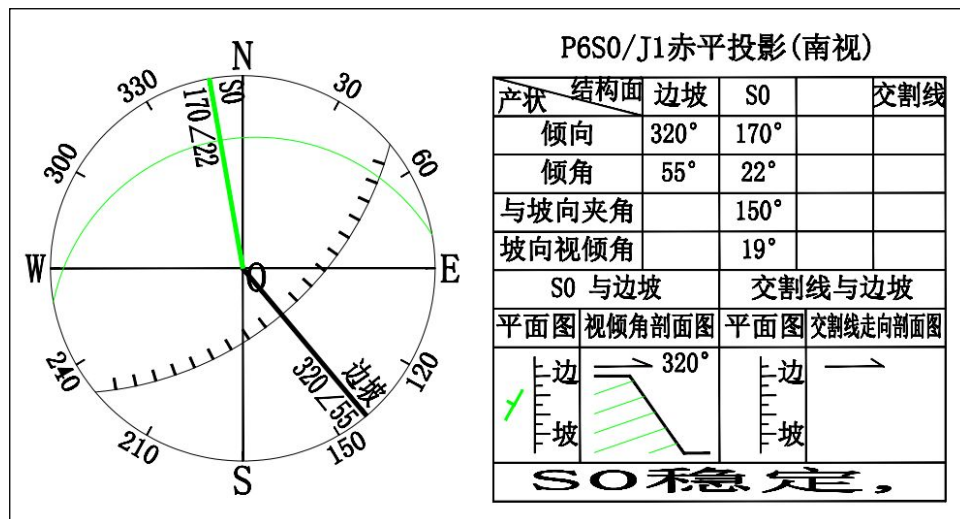 P6S0/J1赤平投影(南视)
N
330
30
300
60
W
E
O
240
120
210
150
S
S0
170∠22
边坡
320∠55
产状 结构面 边坡 S0 交割线
倾向 320° 170°
倾角 55° 22°
与坡向夹角 150°
坡向视倾角 19°
S0 与边坡 交割线与边坡
平面图 视倾角剖面图 平面图 交割线走向剖面图
边 320° 边
坡 坡
S0稳定,